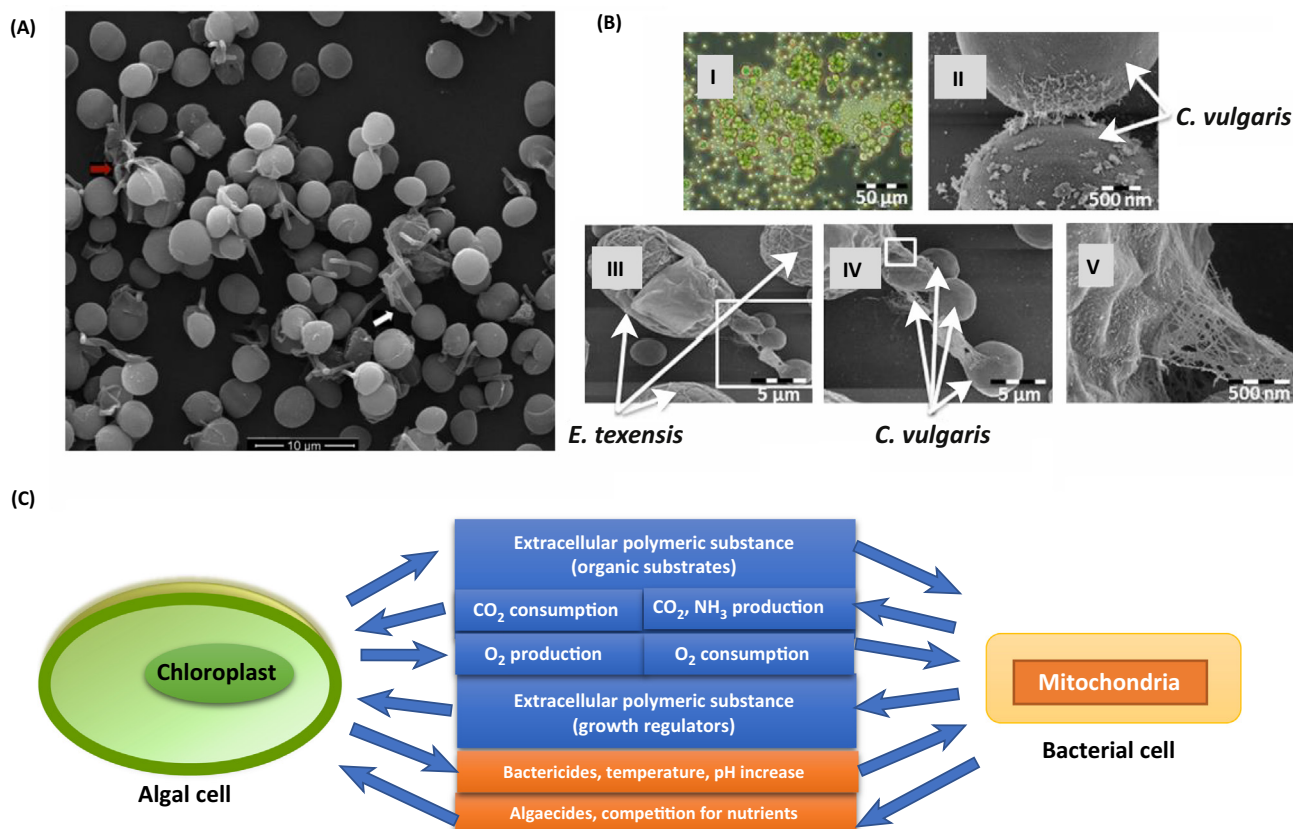 (A)
10 µm
(B)
I
50 µm
II
500 nm
C. vulgaris
III
5 µm
IV
5 µm
V
500 nm
E. texensis
C. vulgaris
(C)
Extracellular polymeric substance
(organic substrates)
CO₂ consumption
CO₂, NH₃ production
O₂ production
O₂ consumption
Extracellular polymeric substance
(growth regulators)
Bactericides, temperature, pH increase
Algaecides, competition for nutrients
Chloroplast
Algal cell
Mitochondria
Bacterial cell